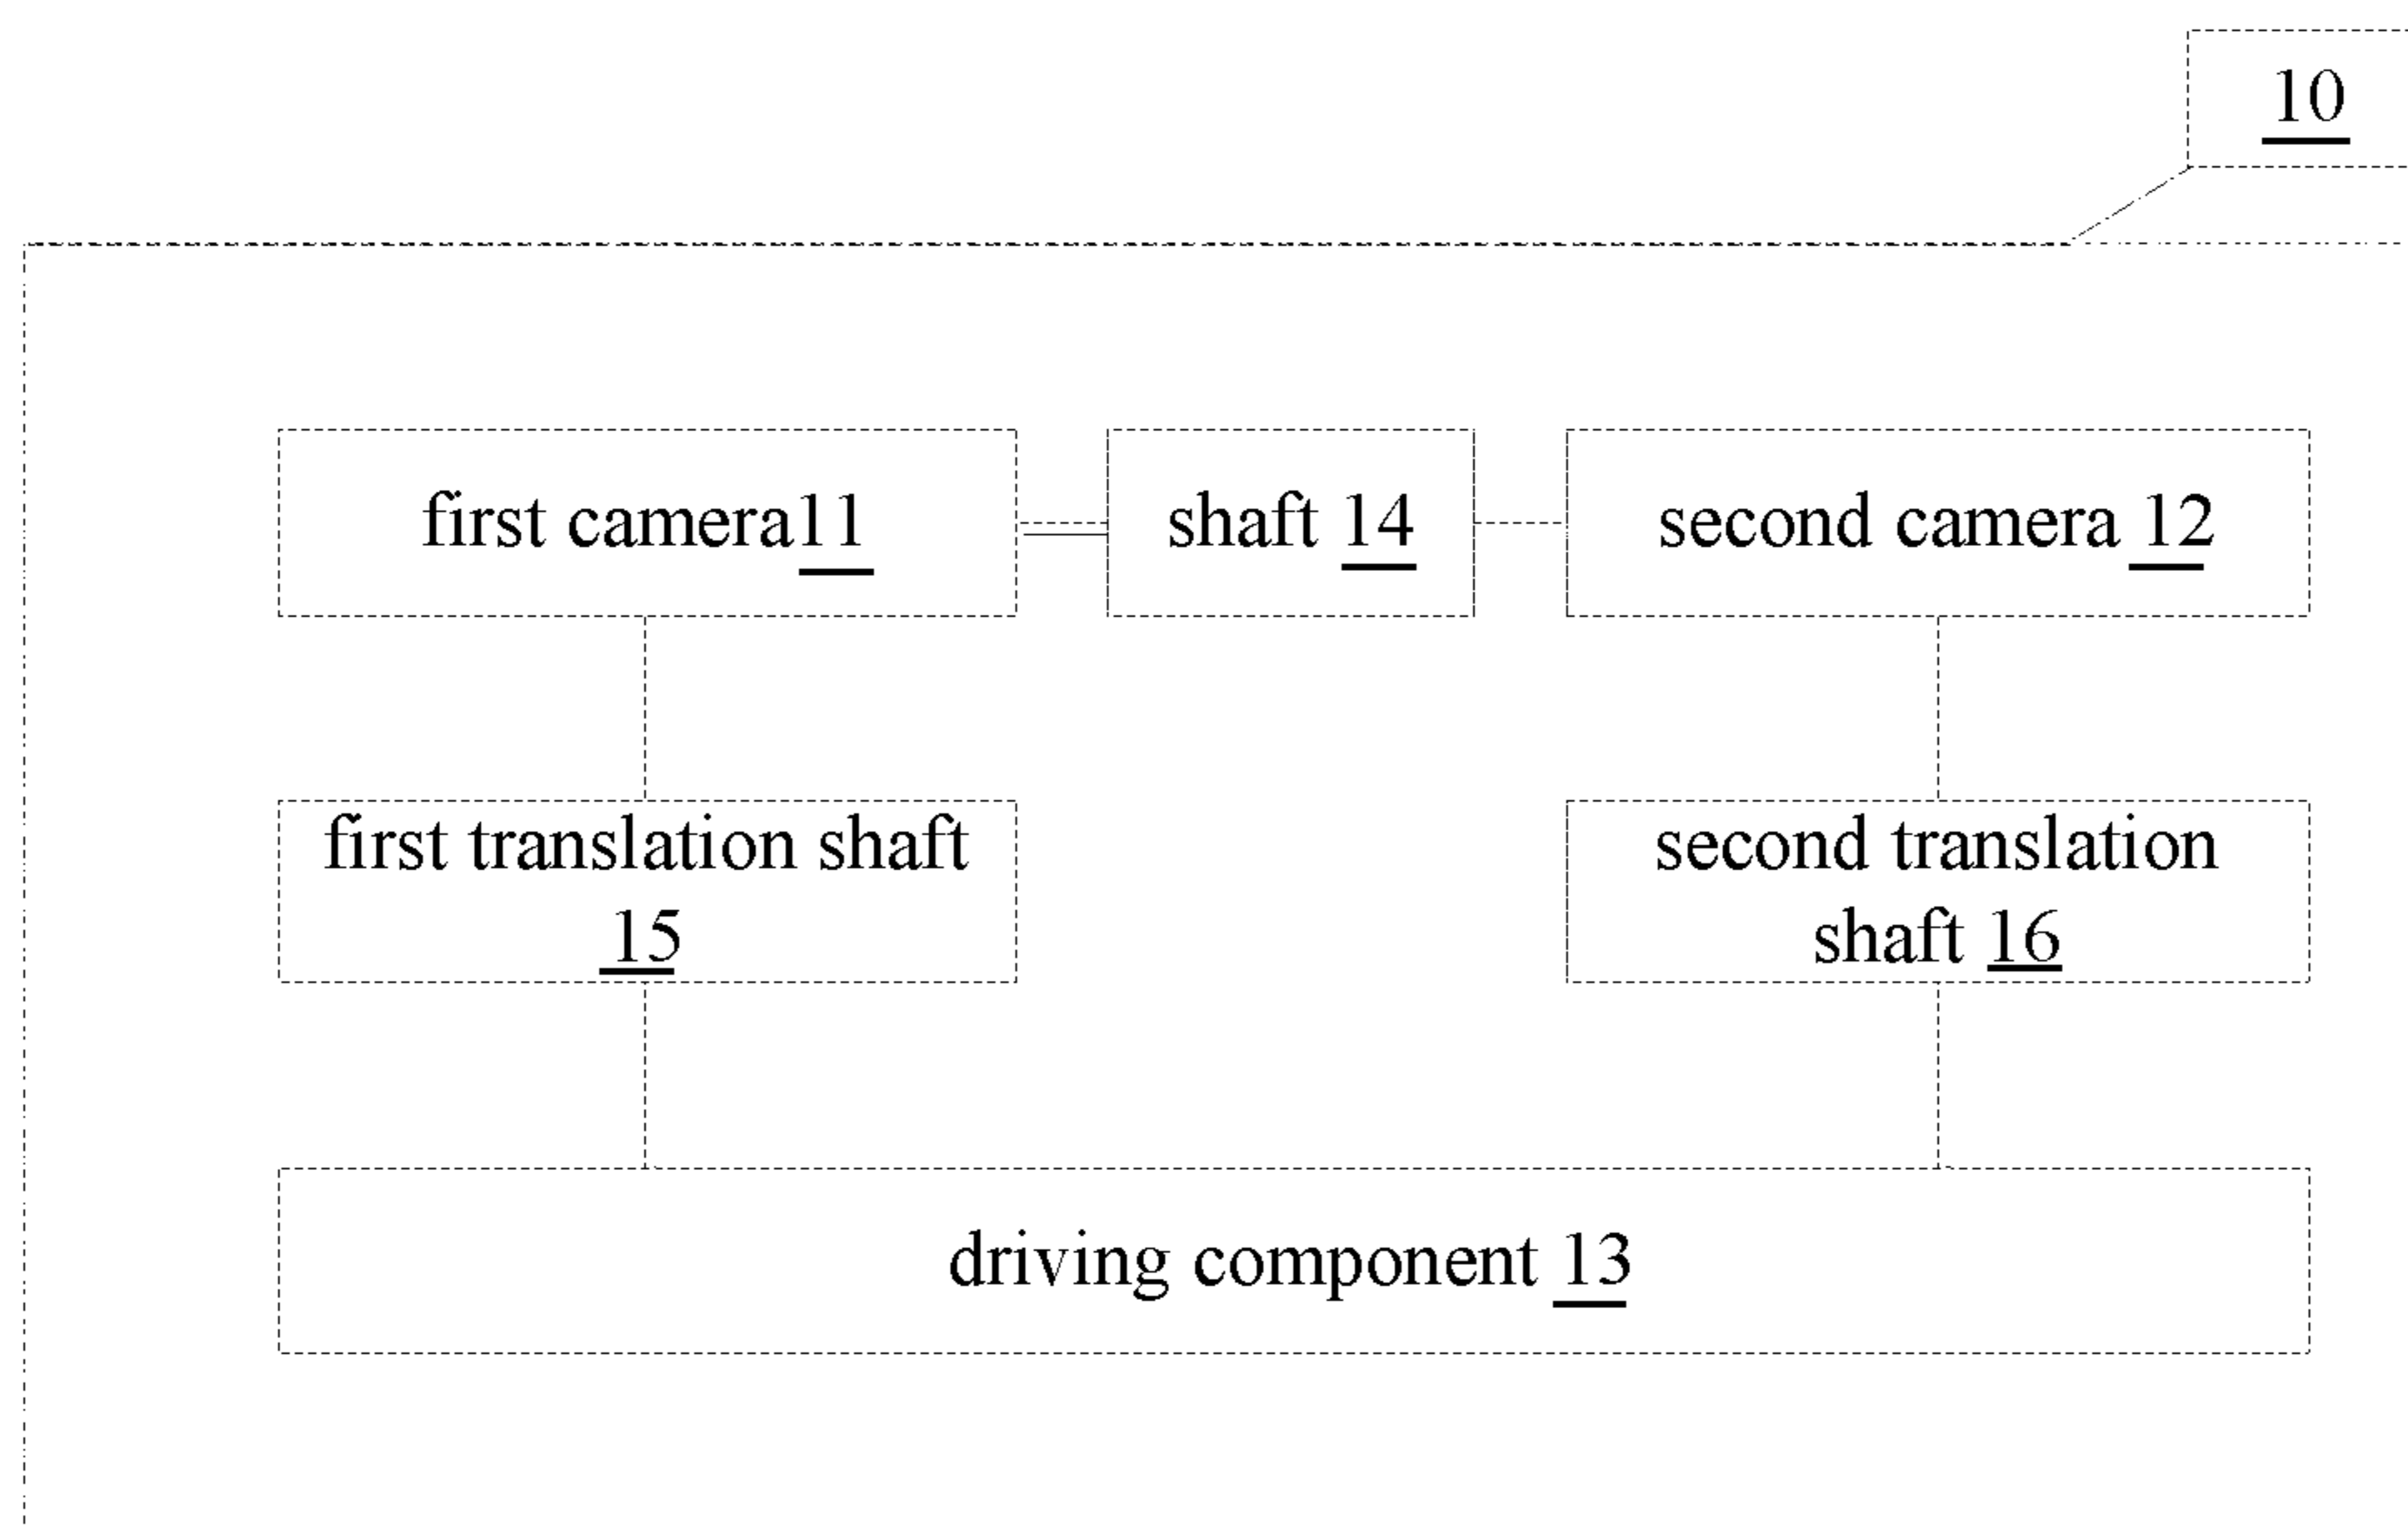 10
first camera11
shaft 14
second camera 12
first translation shaft
15
second translation
shaft 16
driving component 13